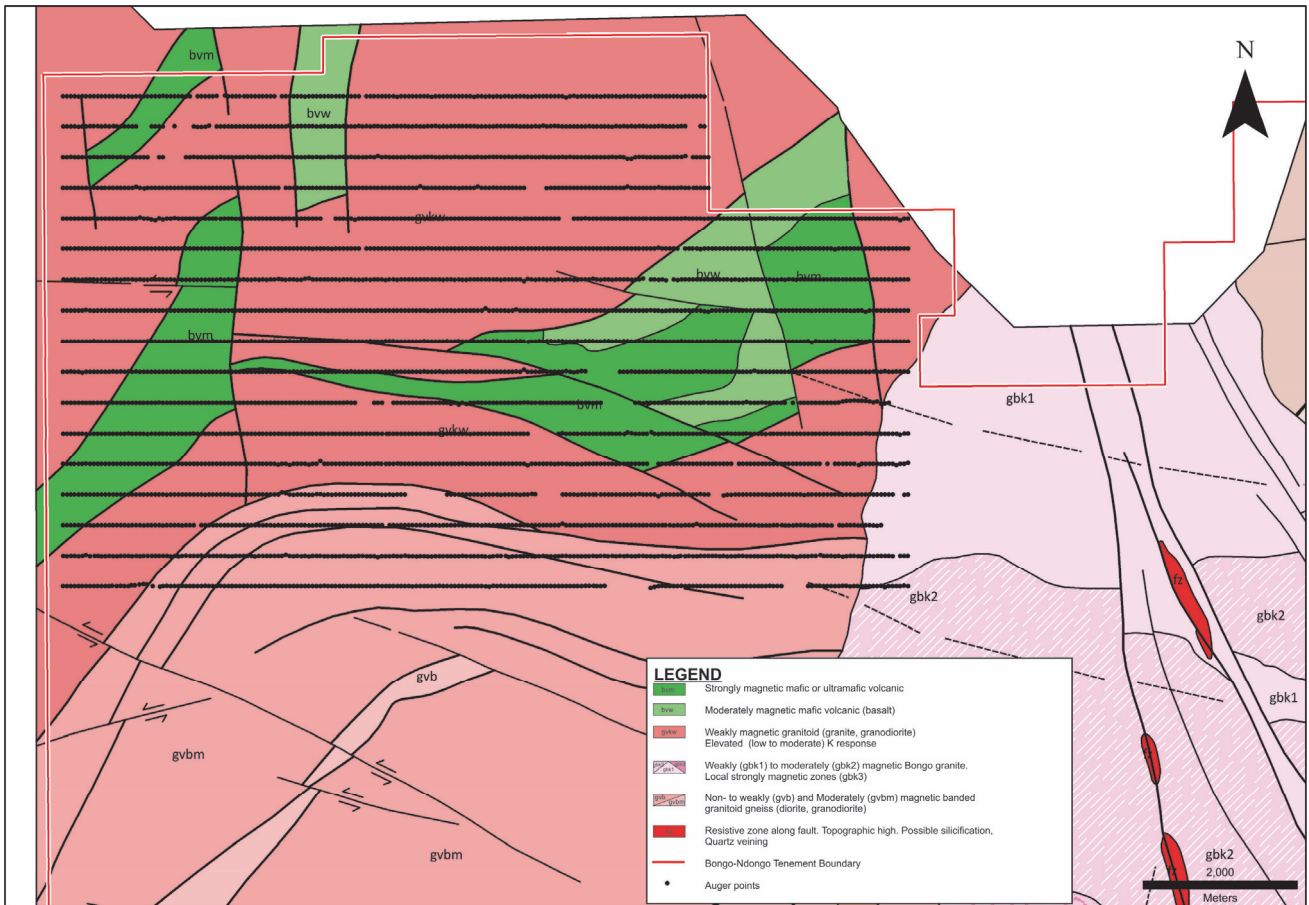 N
bvm
bvw
gvkw
bvw
bvm
bvm
gbk1
bvm
gvkw
fz
gbk2
gbk2
gvb
gbk1
gvbm
gvbm
gbk2
LEGEND
bvm Strongly magnetic mafic or ultramafic volcanic
bvw Moderately magnetic mafic volcanic (basalt)
gvkw Weakly magnetic granitoid (granite, granodiorite)
Elevated (low to moderate) K response
gbk1 Weakly (gbk1) to moderately (gbk2) magnetic Bongo granite.
Local strongly magnetic zones (gbk3)
gvb gvbm Non- to weakly (gvb) and Moderately (gvbm) magnetic banded
granitoid gneiss (diorite, granodiorite)
Resistive zone along fault. Topographic high. Possible silicification,
Quartz veining
Bongo-Ndongo Tenement Boundary
Auger points
2,000
Meters